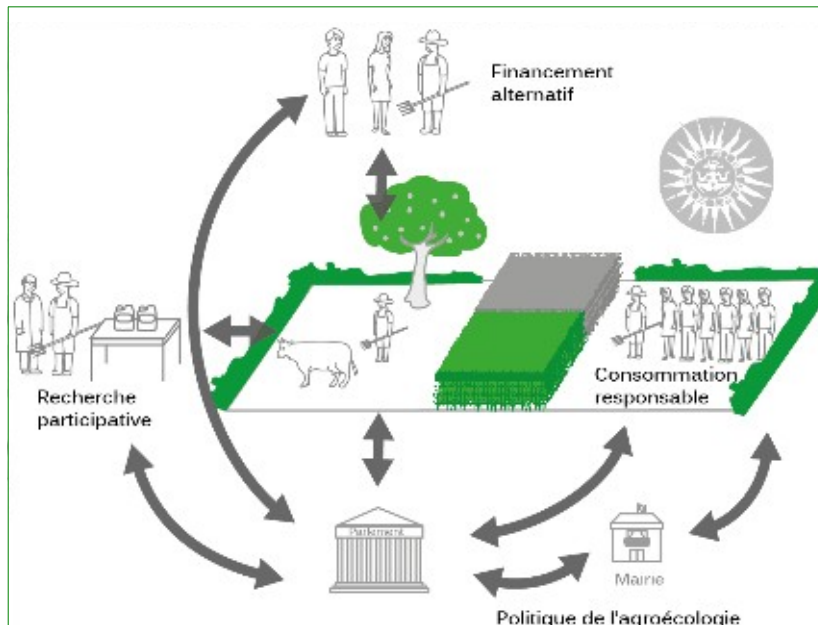 Financement
alternatif
Recherche
participative
Consommation
responsable
Parlement
Mairie
Politique de l'agroécologie